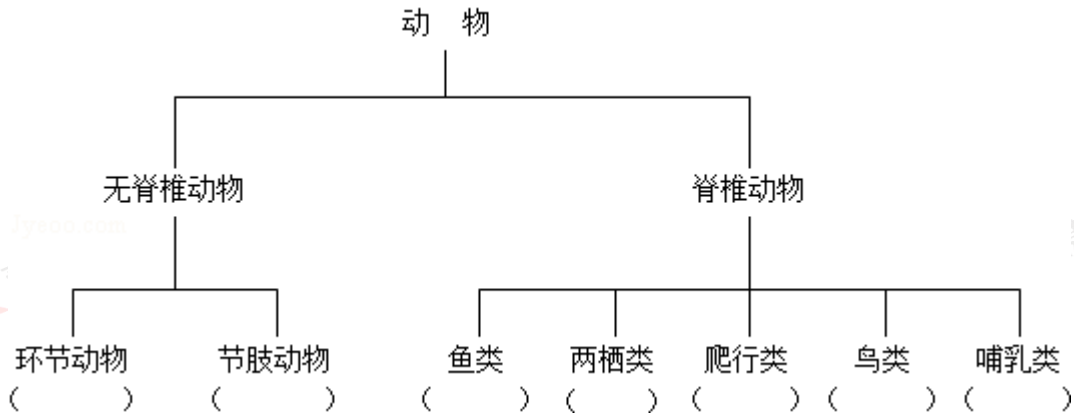 动 物
无脊椎动物 脊椎动物
环节动物 节肢动物 鱼类 两栖类 爬行类 鸟类 哺乳类
( ) ( ) ( ) ( ) ( ) ( ) ( )